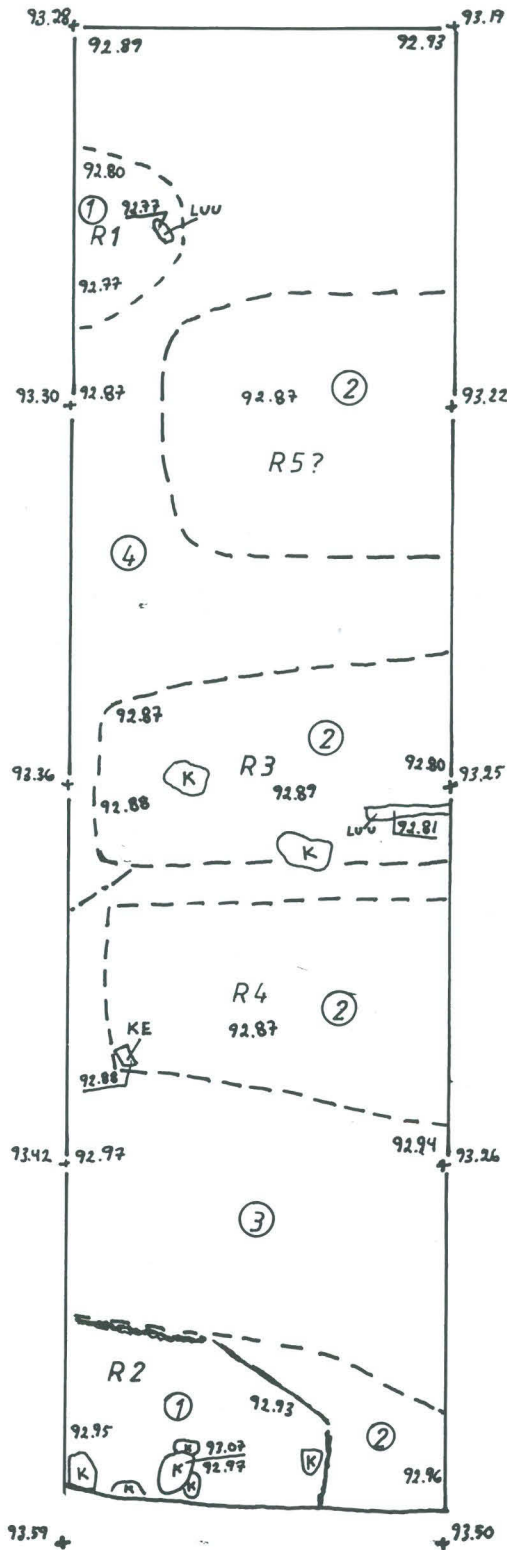 93.28 93.19
92.89 92.93
92.80
① 92.77 LUU
R1
92.77
93.30 92.87 92.87 ② 93.22
R5?
④
92.87 ②
93.36 K R3 92.80 93.25
92.88 92.89
LUU 92.81
K
R4 ②
92.87
KE
92.88
93.42 92.97 92.94 93.26
③
R2
① 92.93
92.95 K 93.07 ②
K K K 92.97 K 92.96
K
93.59 93.50